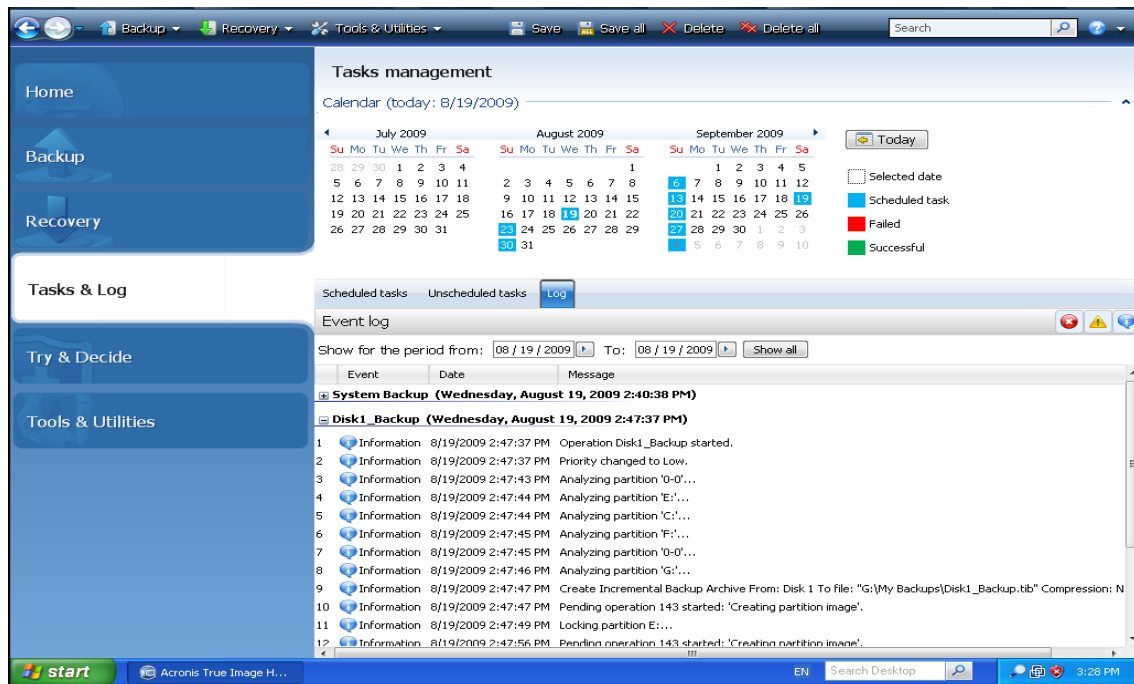 Backup Recovery Tools & Utilities Save Save all Delete Delete all Search
Home
Backup
Recovery
Tasks & Log
Try & Decide
Tools & Utilities
Tasks management
Calendar (today: 8/19/2009)
July 2009
Su Mo Tu We Th Fr Sa
28 29 30 1 2 3 4
5 6 7 8 9 10 11
12 13 14 15 16 17 18
19 20 21 22 23 24 25
26 27 28 29 30 31
August 2009
Su Mo Tu We Th Fr Sa
1
2 3 4 5 6 7 8
9 10 11 12 13 14 15
16 17 18 19 20 21 22
23 24 25 26 27 28 29
30 31
September 2009
Su Mo Tu We Th Fr Sa
1 2 3 4 5
6 7 8 9 10 11 12
13 14 15 16 17 18 19
20 21 22 23 24 25 26
27 28 29 30 1 2 3
5 6 7 8 9 10
Today
Selected date
Scheduled task
Failed
Successful
Scheduled tasks Unscheduled tasks Log
Event log
Show for the period from: 08 / 19 / 2009 To: 08 / 19 / 2009 Show all
Event Date Message
System Backup (Wednesday, August 19, 2009 2:40:38 PM)
Disk1_Backup (Wednesday, August 19, 2009 2:47:37 PM)
1 Information 8/19/2009 2:47:37 PM Operation Disk1_Backup started.
2 Information 8/19/2009 2:47:37 PM Priority changed to Low.
3 Information 8/19/2009 2:47:43 PM Analyzing partition '0-0'...
4 Information 8/19/2009 2:47:44 PM Analyzing partition 'E:'...
5 Information 8/19/2009 2:47:44 PM Analyzing partition 'C:'...
6 Information 8/19/2009 2:47:45 PM Analyzing partition 'F:'...
7 Information 8/19/2009 2:47:45 PM Analyzing partition '0-0'...
8 Information 8/19/2009 2:47:46 PM Analyzing partition 'G:'...
9 Information 8/19/2009 2:47:47 PM Create Incremental Backup Archive From: Disk 1 To file: "G:\My Backups\Disk1_Backup.tib" Compression: N
10 Information 8/19/2009 2:47:47 PM Pending operation 143 started: 'Creating partition image'.
11 Information 8/19/2009 2:47:49 PM Locking partition E:...
12 Information 8/19/2009 2:47:56 PM Pending operation 143 started: 'Creating partition image'.
start Acronis True Image H... EN Search Desktop 3:28 PM